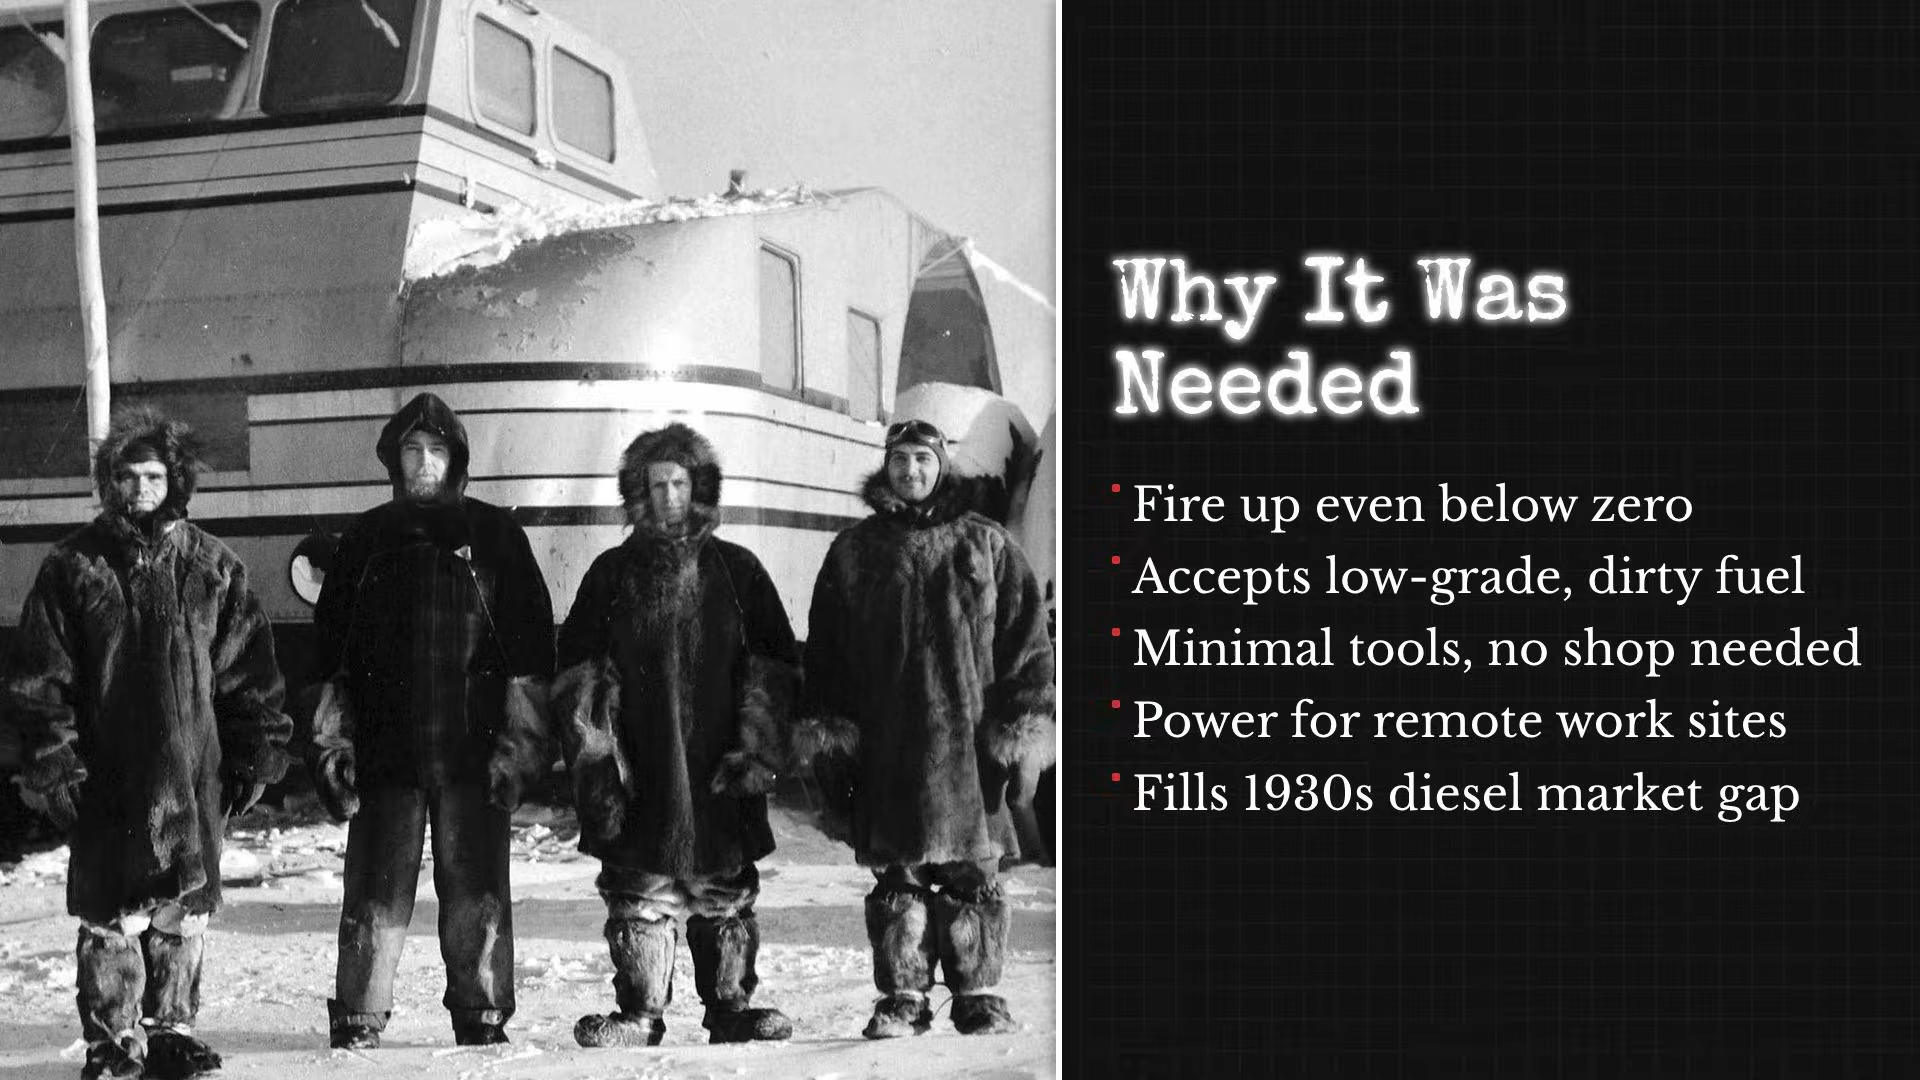 Why It Was
Needed
Fire up even below zero
Accepts low-grade, dirty fuel
Minimal tools, no shop needed
Power for remote work sites
Fills 1930s diesel market gap